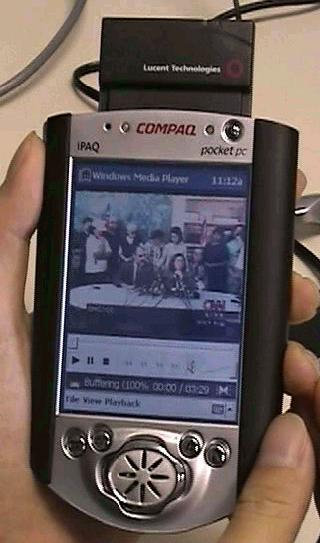 Lucent Technologies
COMPAQ
iPAQ pocket pc
Windows Media Player 11:12a
CNN
Buffering (100% 00:00 / 03:29
File View Playback